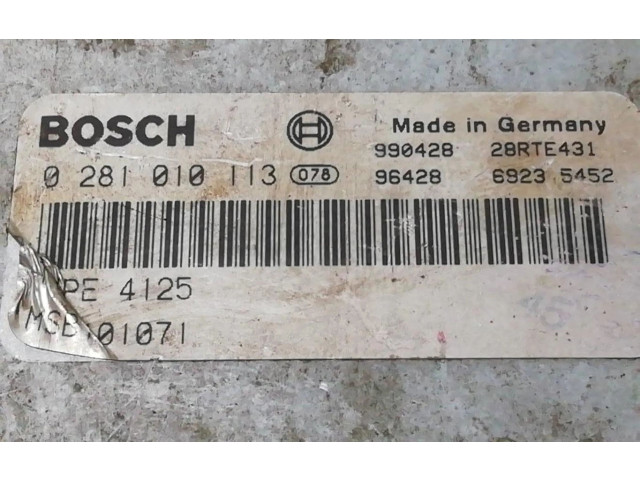 BOSCH
Made in Germany
990428 28RTE431
0 281 010 113 078
96428 6923 5452
PE 4125
MSB 01071